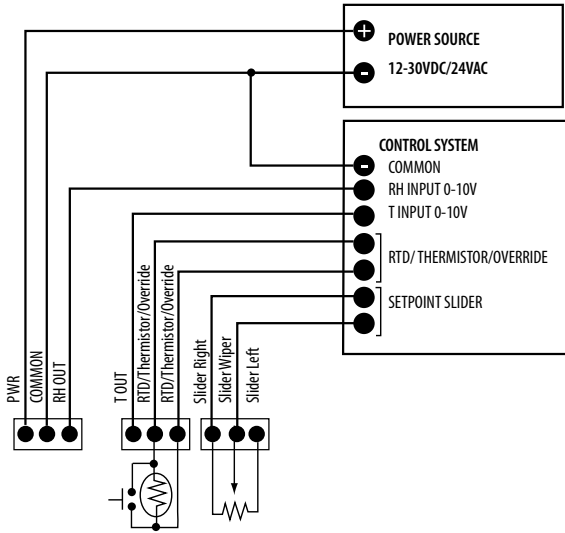 + POWER SOURCE
- 12-30VDC/24VAC
CONTROL SYSTEM
- COMMON
RH INPUT 0-10V
T INPUT 0-10V
RTD/ THERMISTOR/OVERRIDE
SETPOINT SLIDER
PWR
COMMON
RH OUT
T OUT
RTD/Thermistor/Override
RTD/Thermistor/Override
Slider Right
Slider Wiper
Slider Left